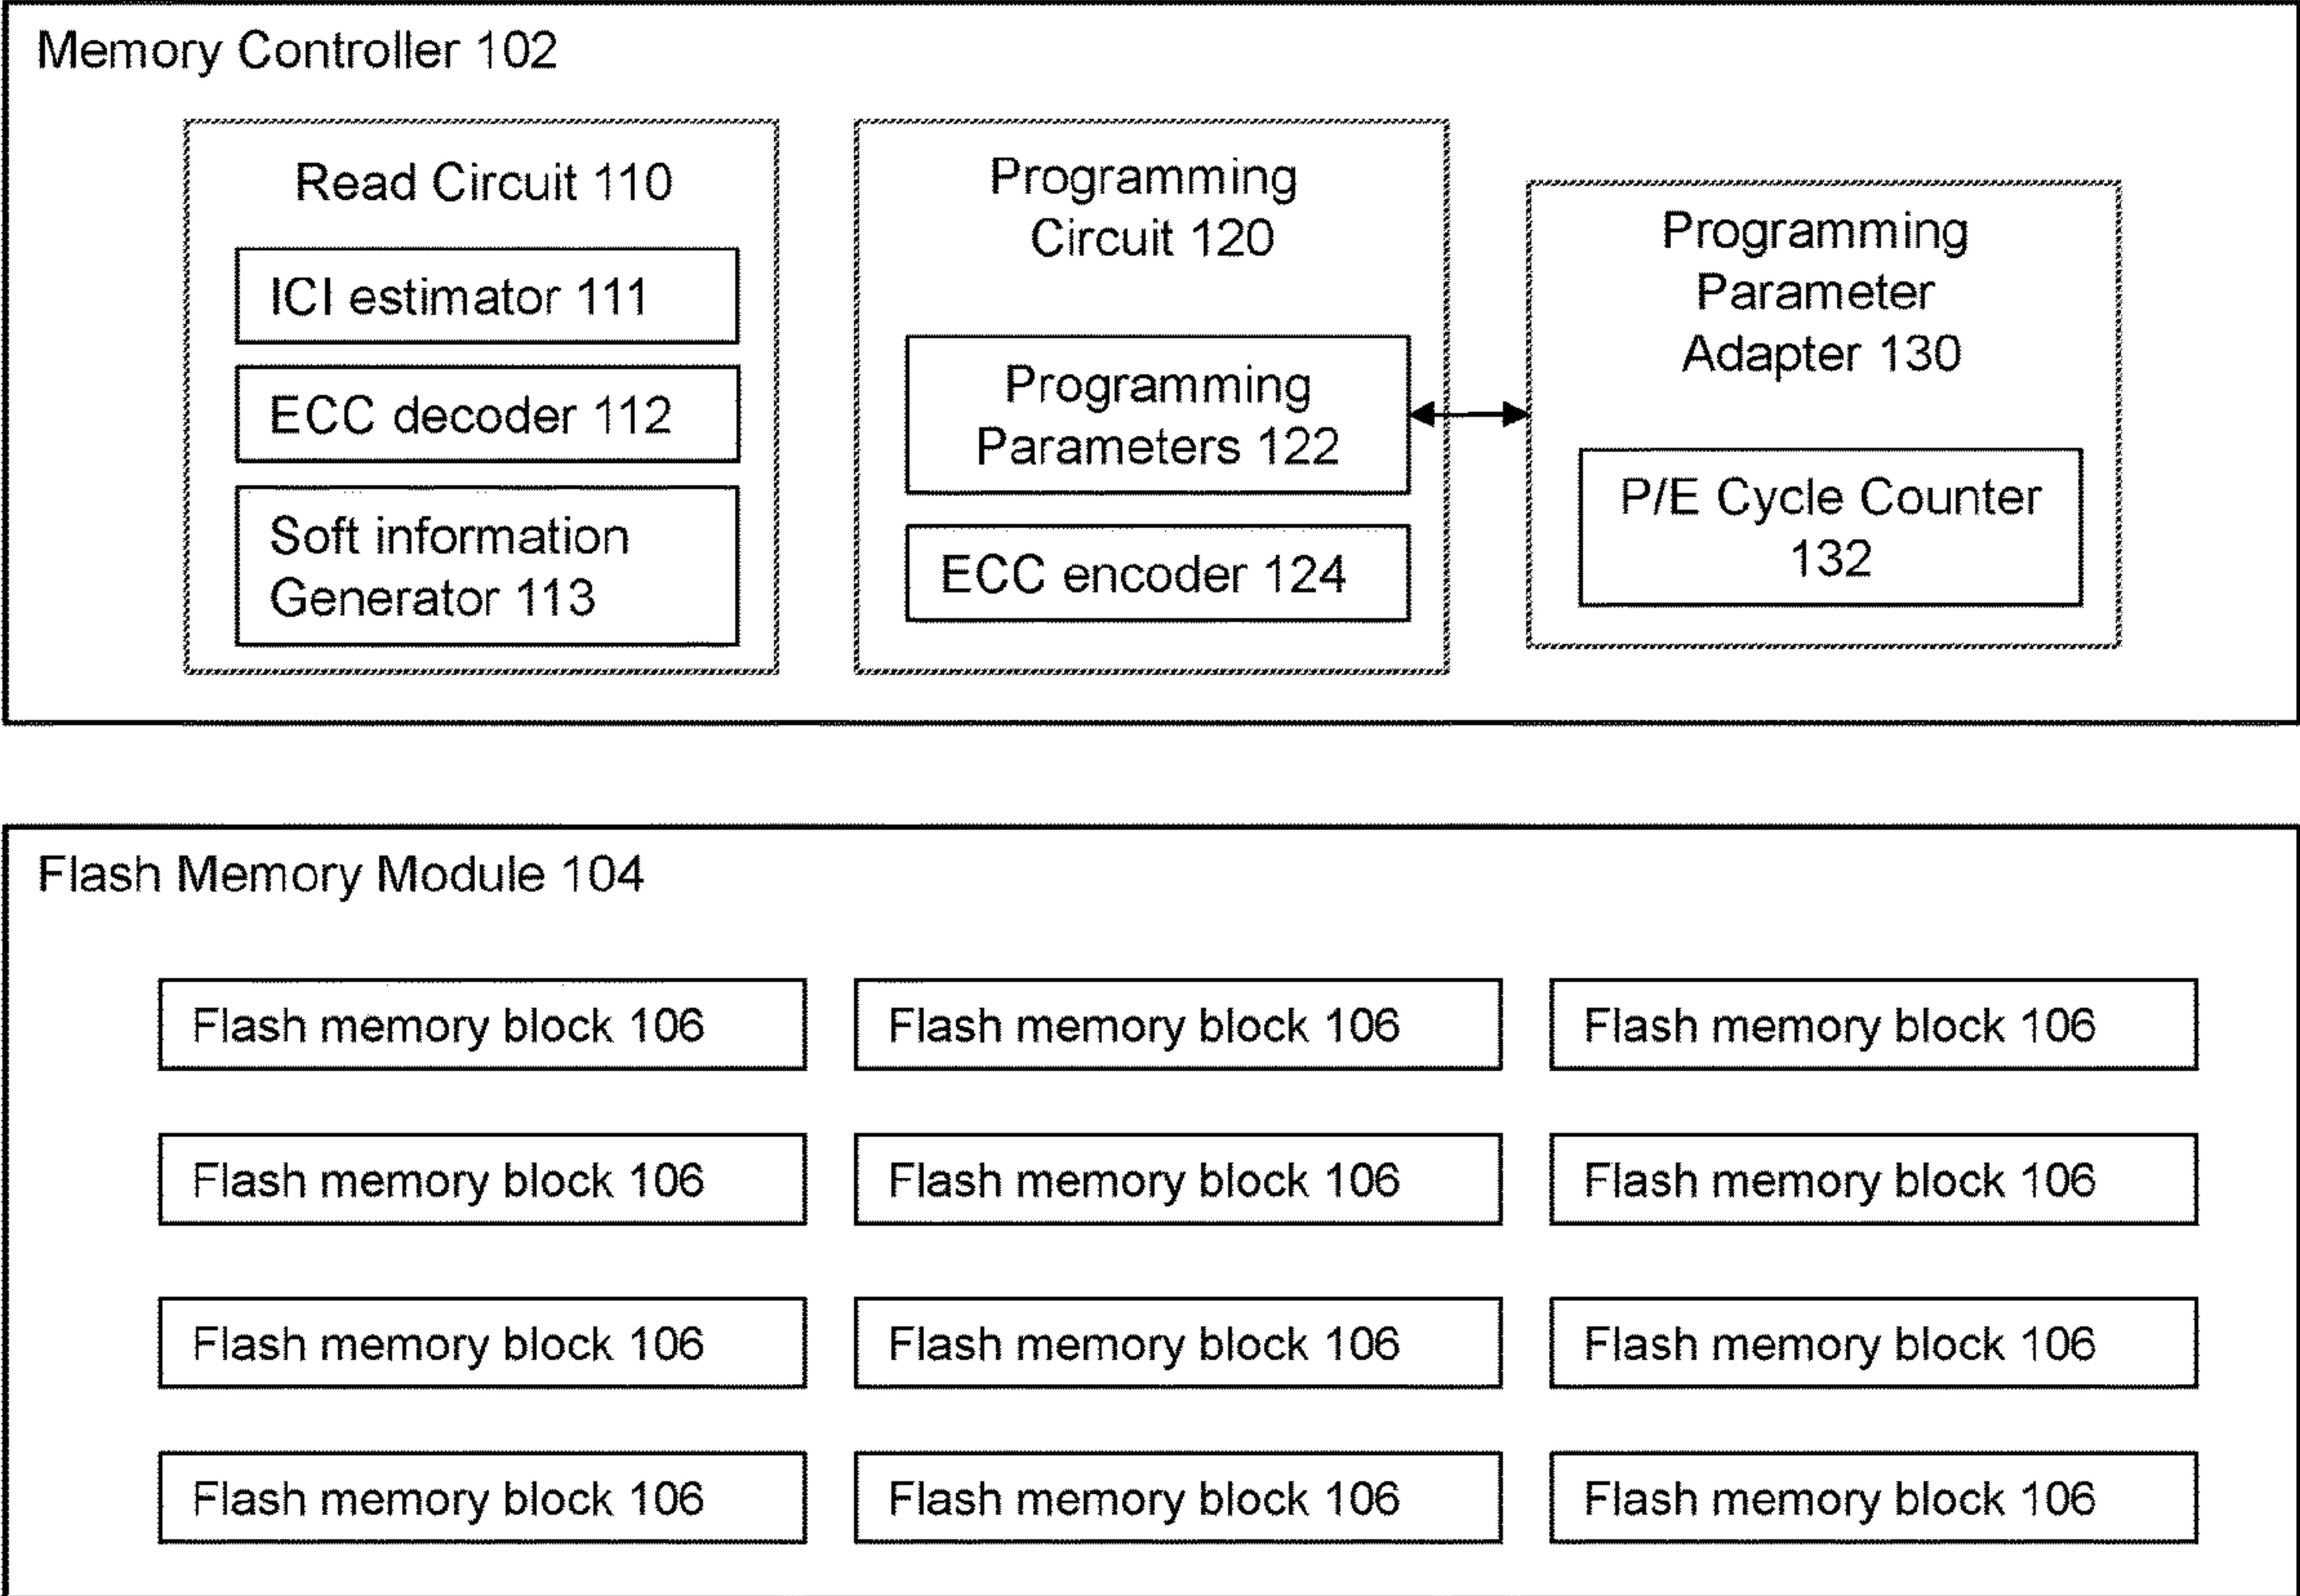 Memory Controller 102
Read Circuit 110
ICI estimator 111
ECC decoder 112
Soft information
Generator 113
Programming
Circuit 120
Programming
Parameters 122
ECC encoder 124
Programming
Parameter
Adapter 130
P/E Cycle Counter
132
Flash Memory Module 104
Flash memory block 106
Flash memory block 106
Flash memory block 106
Flash memory block 106
Flash memory block 106
Flash memory block 106
Flash memory block 106
Flash memory block 106
Flash memory block 106
Flash memory block 106
Flash memory block 106
Flash memory block 106